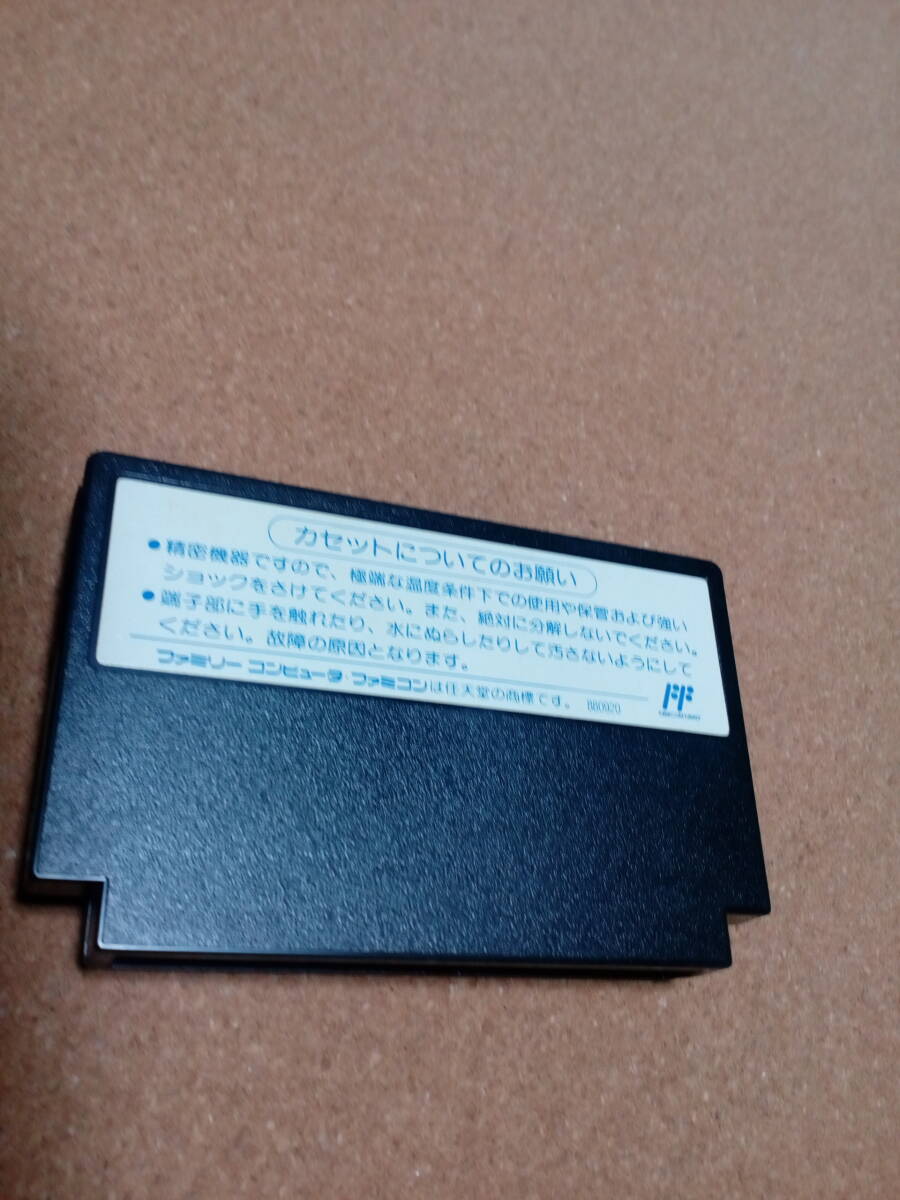 カセットについてのお願い
●精密機器ですので、極端な温度条件下での使用や保管および強い
ショックをさけてください。また、絶対に分解しないでください。
●端子部に手を触れたり、水にぬらしたりして汚さないようにして
ください。故障の原因となります。
ファミリー コンピュータ・ファミコンは任天堂の商標です。 880920
FF